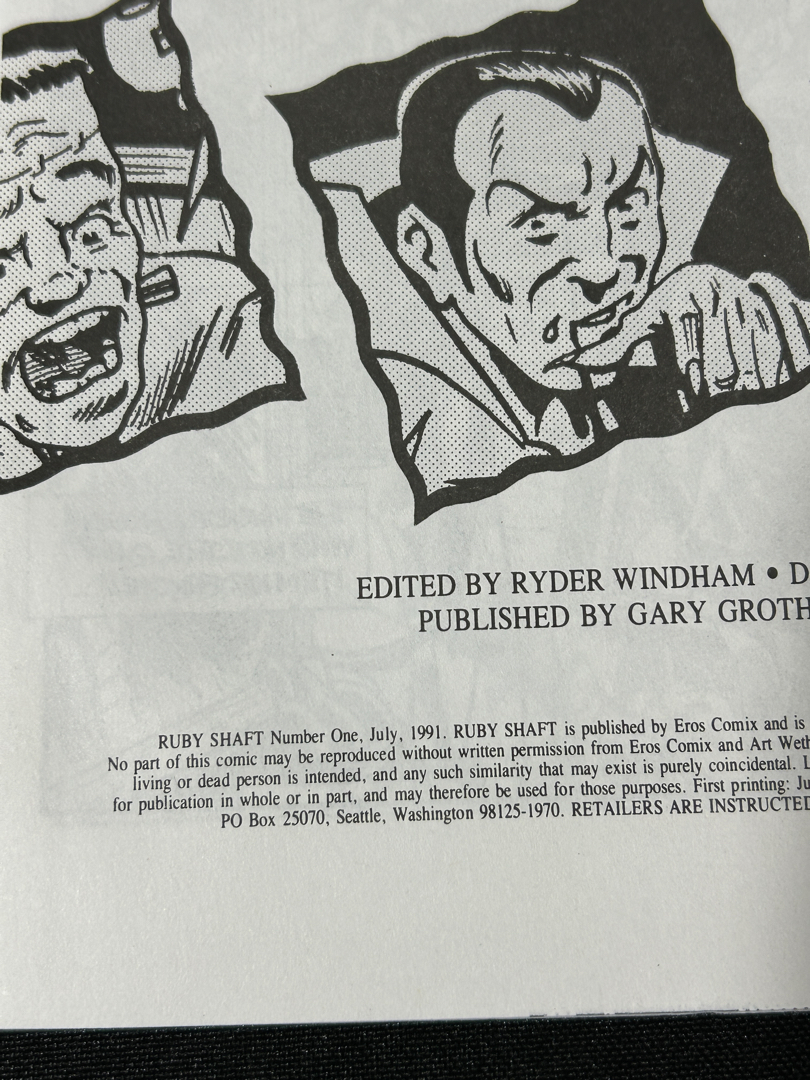 EDITED BY RYDER WINDHAM • D
PUBLISHED BY GARY GROTH
RUBY SHAFT Number One, July, 1991. RUBY SHAFT is published by Eros Comix and is
No part of this comic may be reproduced without written permission from Eros Comix and Art Weth
living or dead person is intended, and any such similarity that may exist is purely coincidental. L
for publication in whole or in part, and may therefore be used for those purposes. First printing: Ju
PO Box 25070, Seattle, Washington 98125-1970. RETAILERS ARE INSTRUCTED